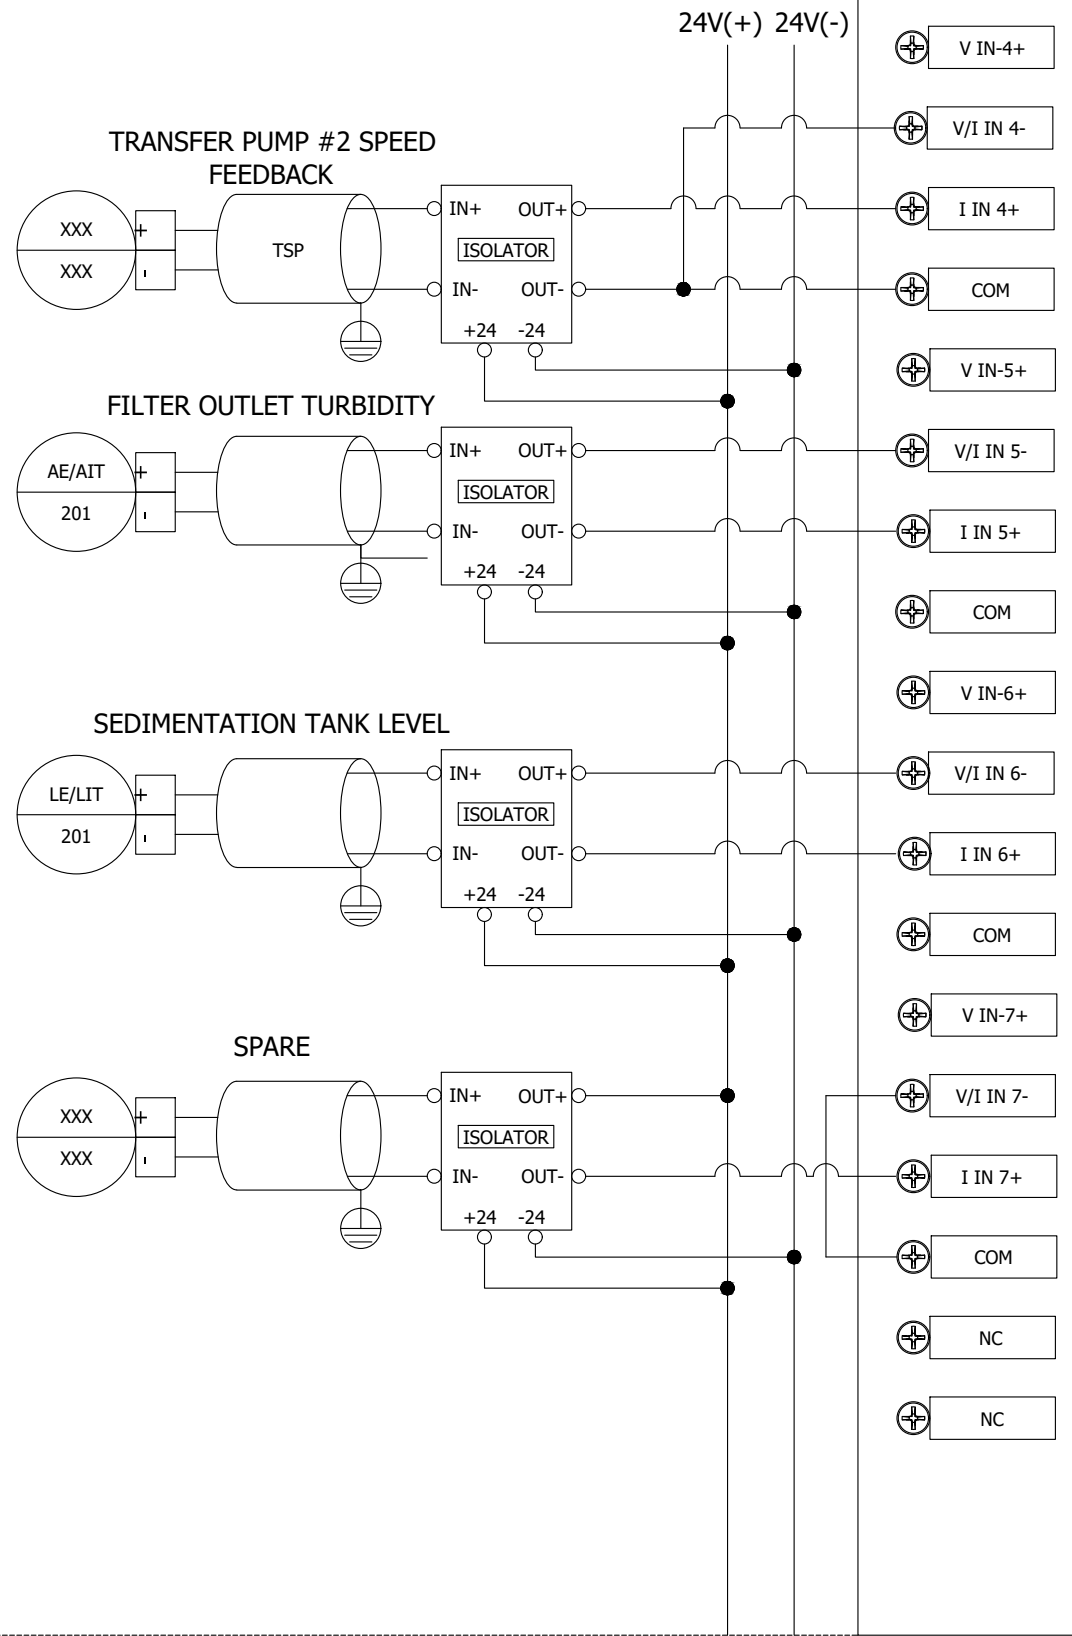 24V(+) 24V(-)
V IN-4+
V/I IN 4-
TRANSFER PUMP #2 SPEED
FEEDBACK
XXX
XXX
+
-
TSP
IN+ OUT+
ISOLATOR
IN- OUT-
+24 -24
I IN 4+
COM
V IN-5+
FILTER OUTLET TURBIDITY
AE/AIT
201
+
-
IN+ OUT+
ISOLATOR
IN- OUT-
+24 -24
V/I IN 5-
I IN 5+
COM
V IN-6+
SEDIMENTATION TANK LEVEL
LE/LIT
201
+
-
IN+ OUT+
ISOLATOR
IN- OUT-
+24 -24
V/I IN 6-
I IN 6+
COM
V IN-7+
SPARE
XXX
XXX
+
-
IN+ OUT+
ISOLATOR
IN- OUT-
+24 -24
V/I IN 7-
I IN 7+
COM
NC
NC